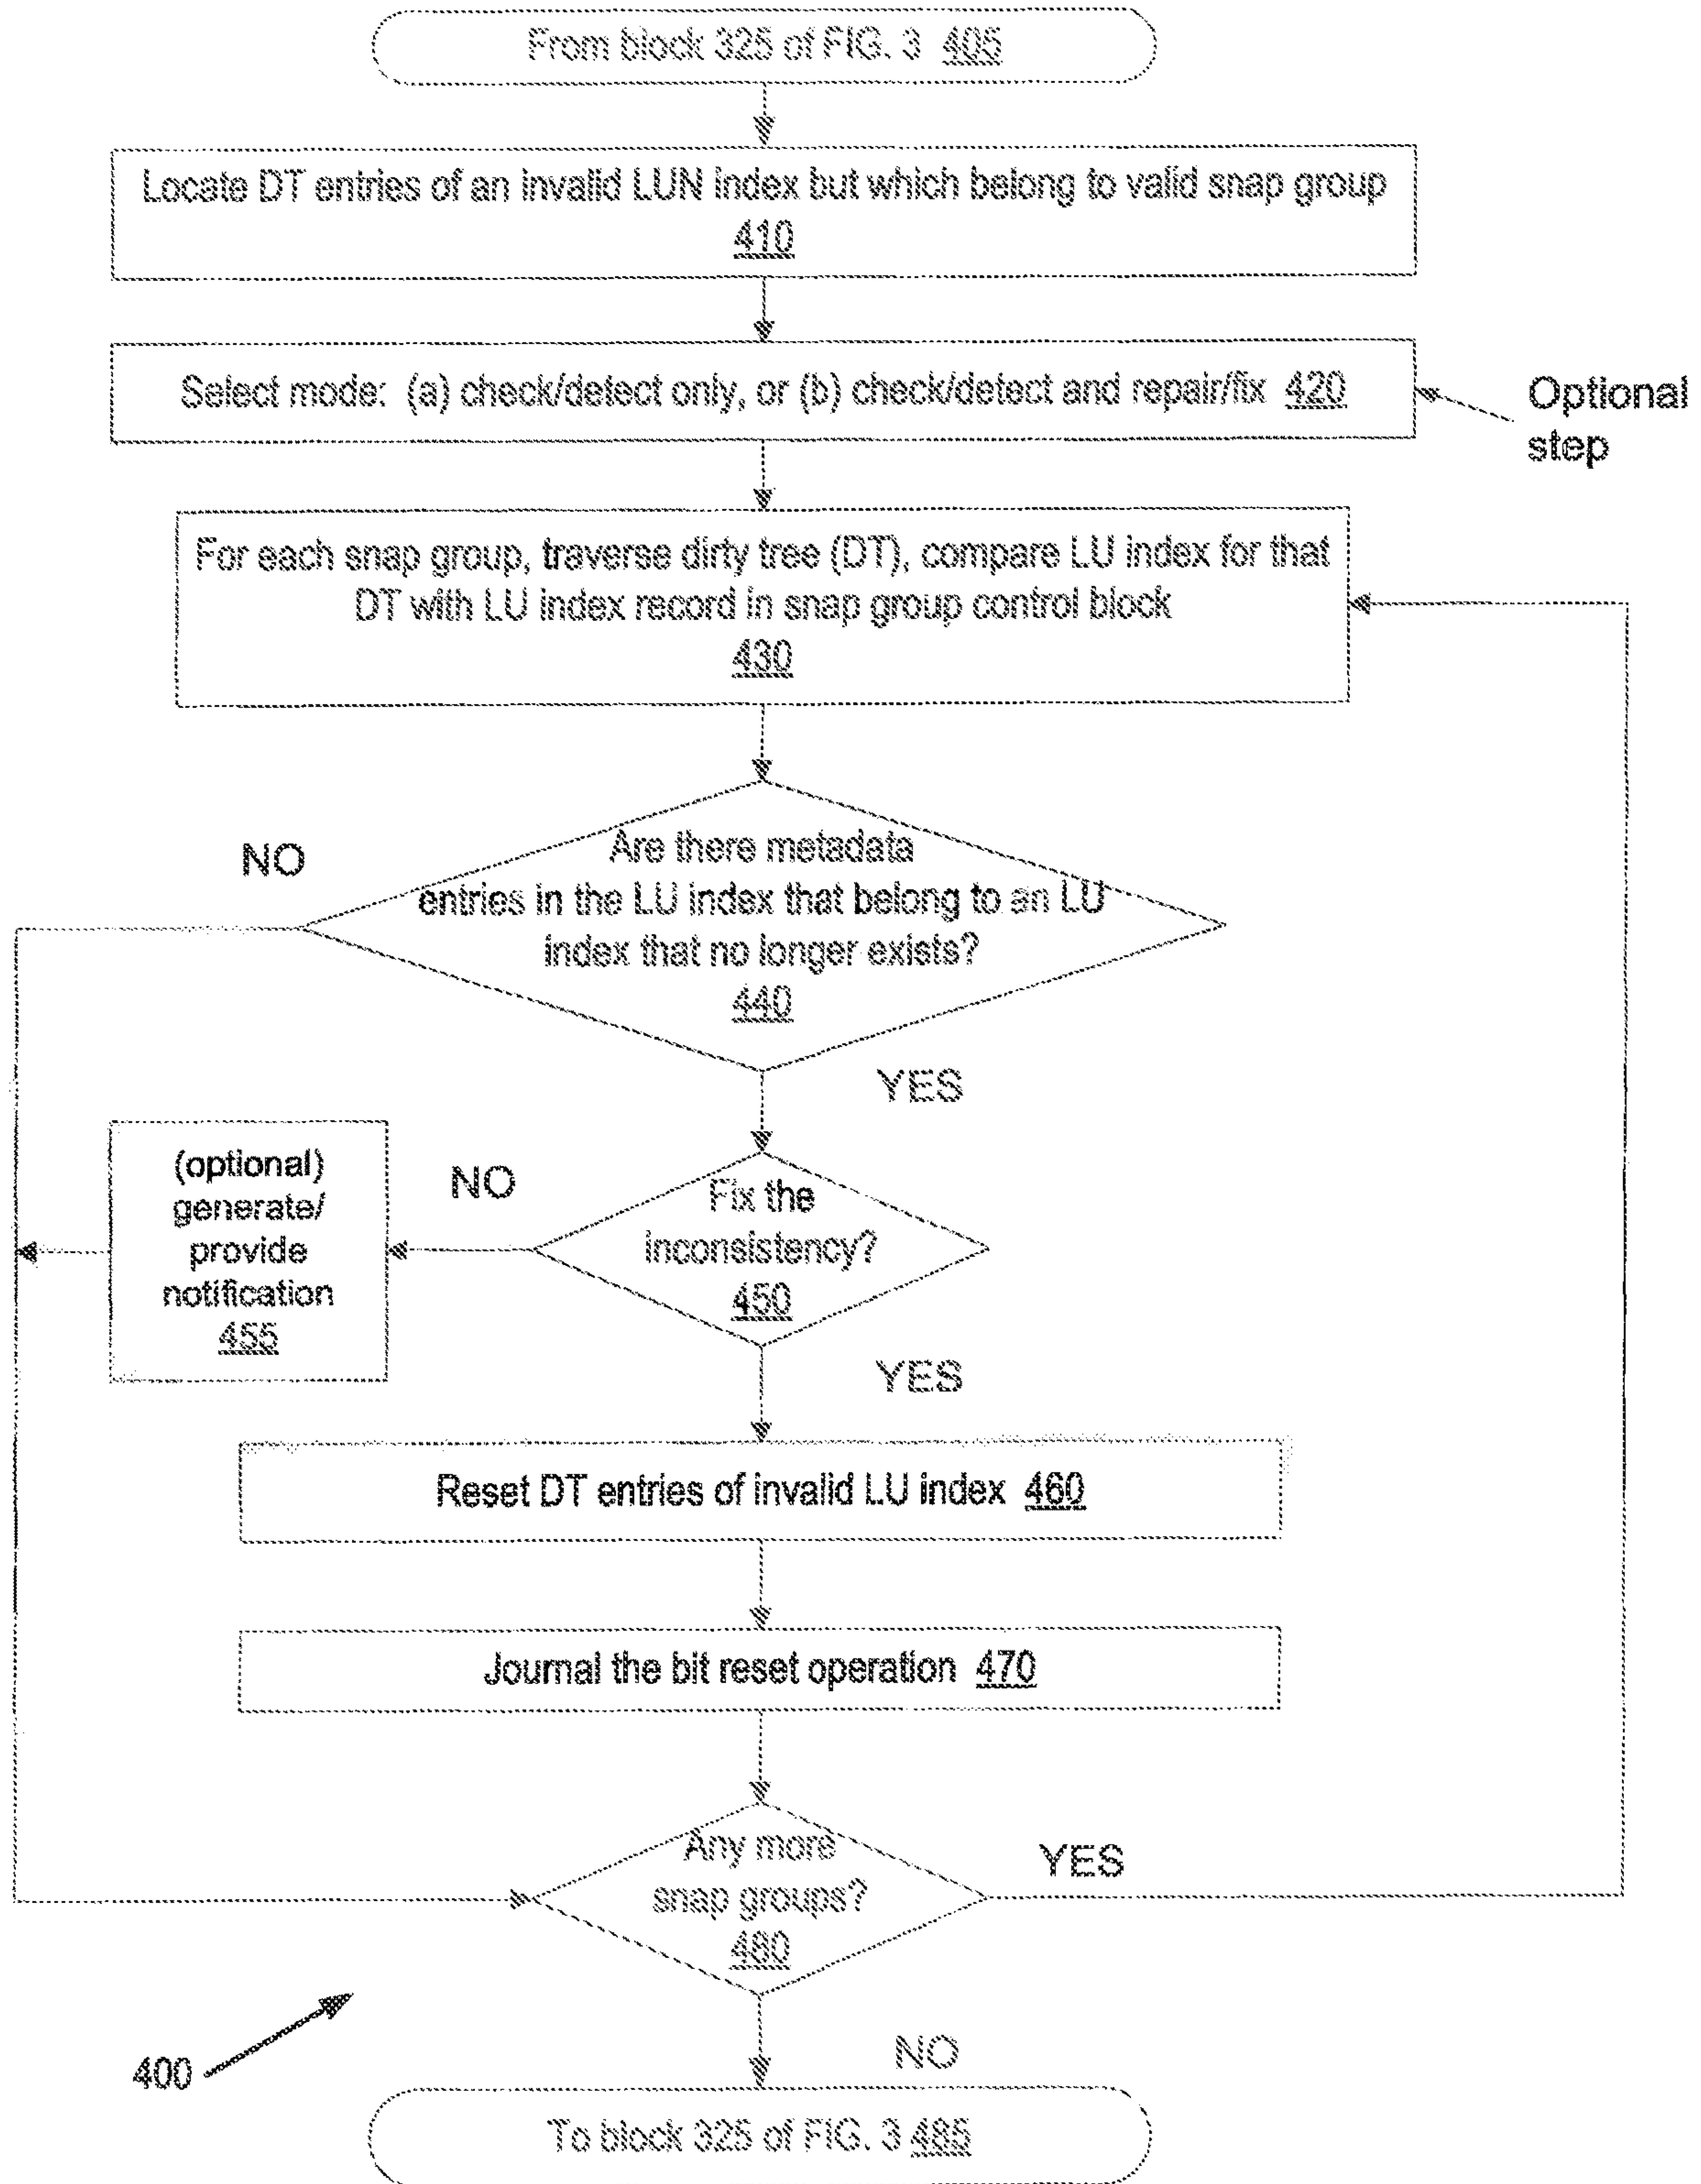 From block 325 of FIG. 3 405
Locate DT entries of an invalid LUN index but which belong to valid snap group
410
Select mode: (a) check/detect only, or (b) check/detect and repair/fix 420
Optional
step
For each snap group, traverse dirty tree (DT), compare LU index for that
DT with LU index record in snap group control block
430
NO
Are there metadata
entries in the LU index that belong to an LU
index that no longer exists?
440
YES
(optional)
generate/
provide
notification
455
NO
Fix the
inconsistency?
450
YES
Reset DT entries of invalid LU index 460
Journal the bit reset operation 470
Any more
snap groups?
480
YES
400
NO
To block 325 of FIG. 3 485